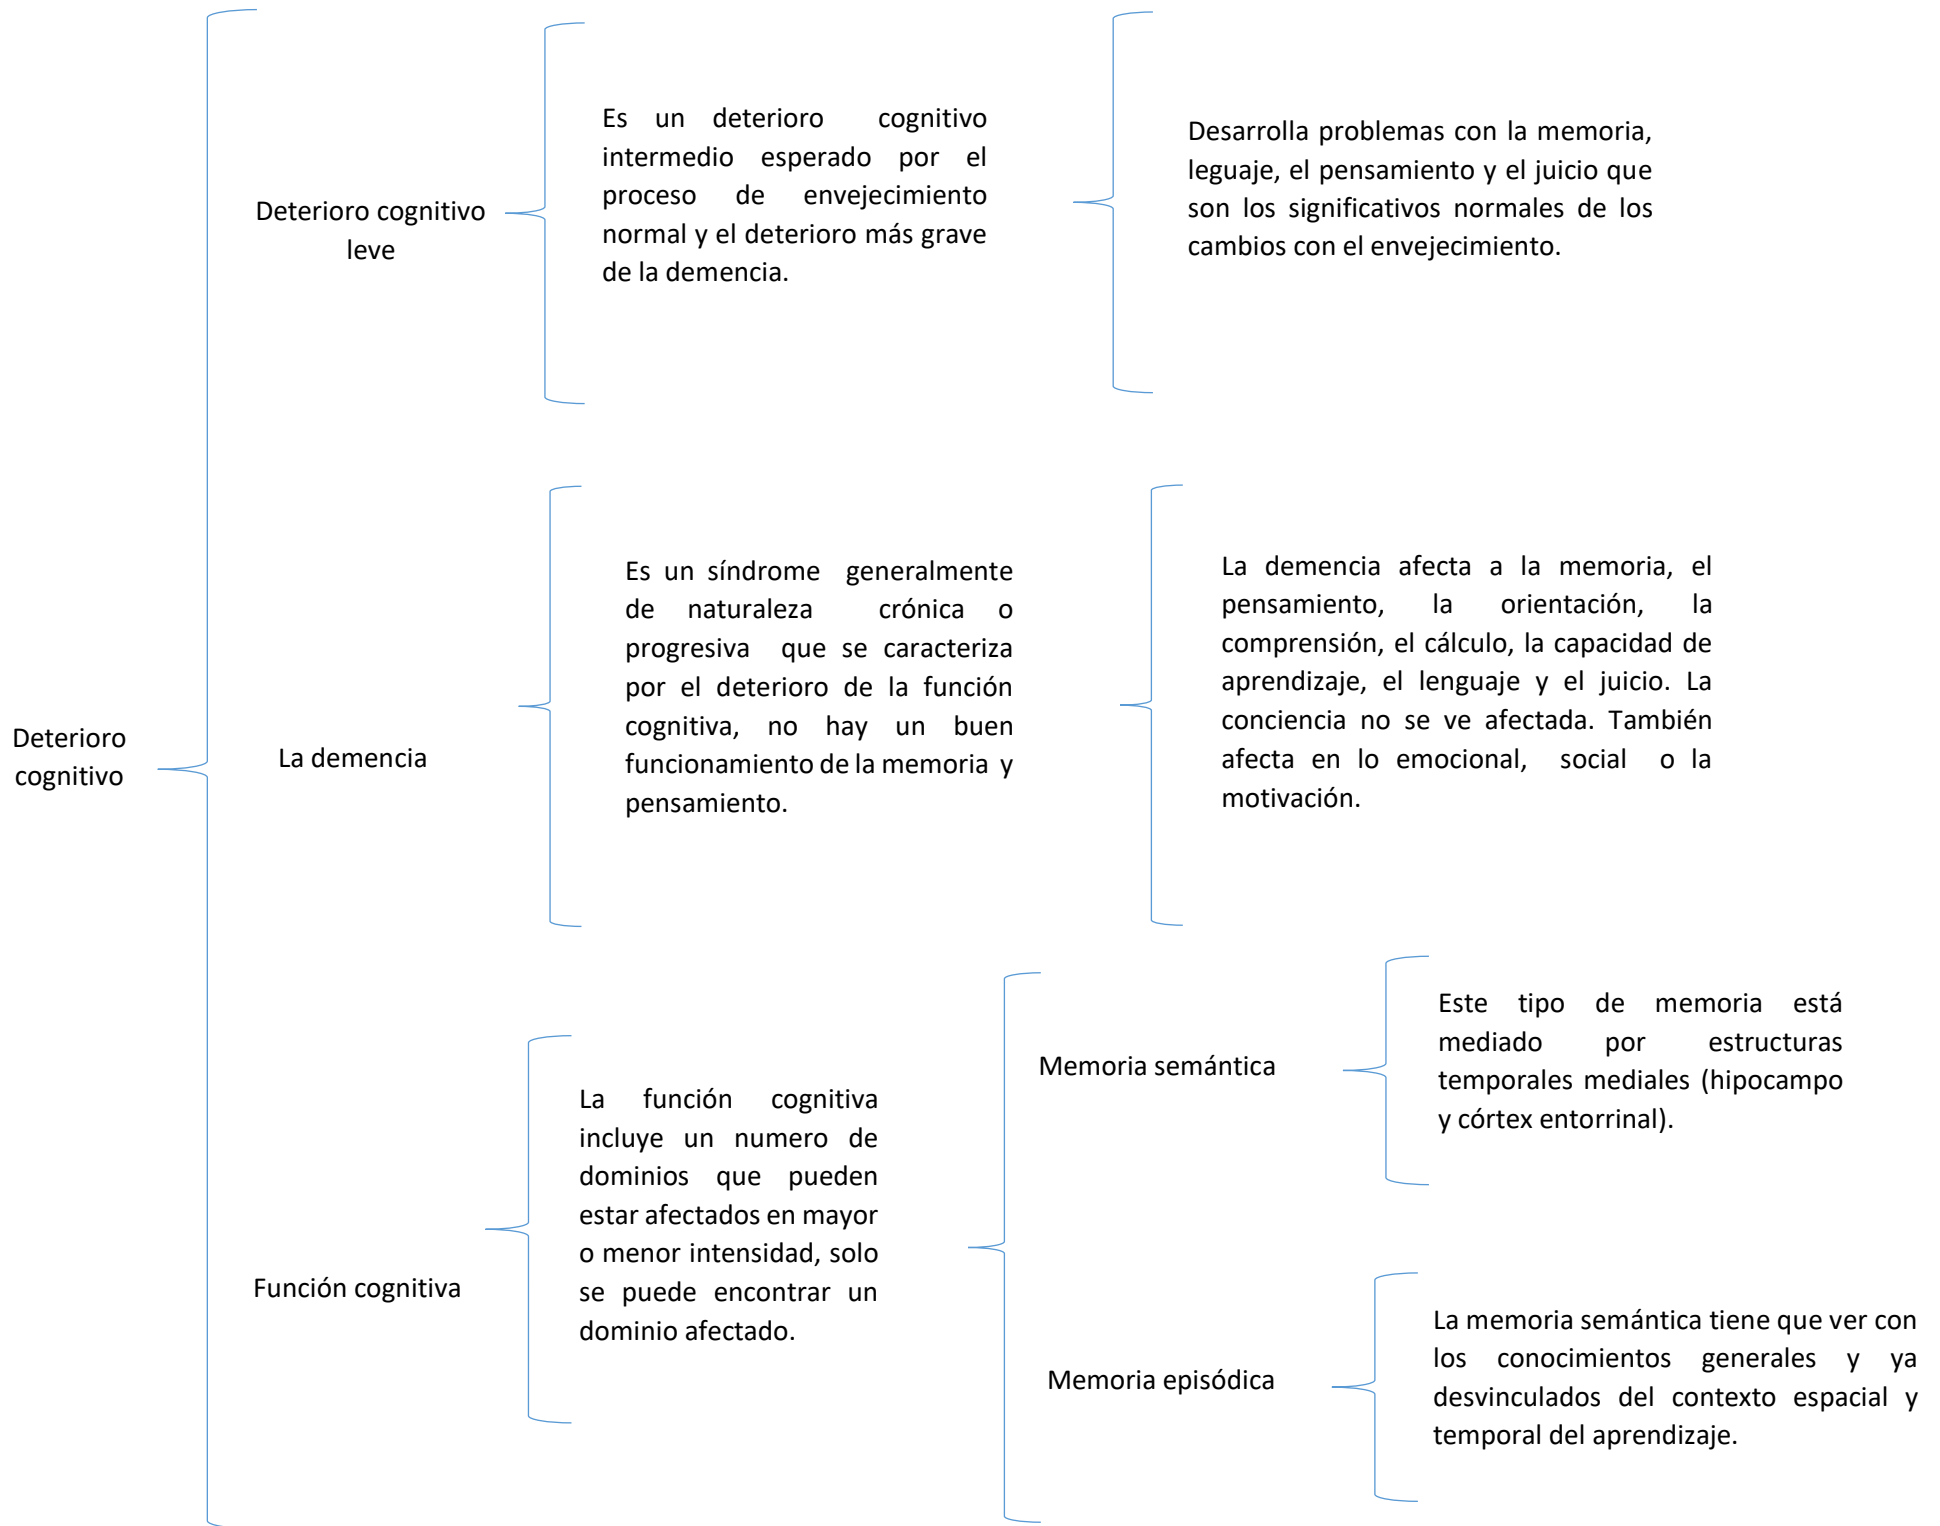 Deterioro
cognitivo
Deterioro cognitivo
leve
Es un deterioro cognitivo
intermedio esperado por el
proceso de envejecimiento
normal y el deterioro más grave
de la demencia.
Desarrolla problemas con la memoria,
leguaje, el pensamiento y el juicio que
son los significativos normales de los
cambios con el envejecimiento.
La demencia
Es un síndrome generalmente
de naturaleza crónica o
progresiva que se caracteriza
por el deterioro de la función
cognitiva, no hay un buen
funcionamiento de la memoria y
pensamiento.
La demencia afecta a la memoria, el
pensamiento, la orientación, la
comprensión, el cálculo, la capacidad de
aprendizaje, el lenguaje y el juicio. La
conciencia no se ve afectada. También
afecta en lo emocional, social o la
motivación.
Función cognitiva
La función cognitiva
incluye un numero de
dominios que pueden
estar afectados en mayor
o menor intensidad, solo
se puede encontrar un
dominio afectado.
Memoria semántica
Este tipo de memoria está
mediado por estructuras
temporales mediales (hipocampo
y córtex entorrinal).
Memoria episódica
La memoria semántica tiene que ver con
los conocimientos generales y ya
desvinculados del contexto espacial y
temporal del aprendizaje.